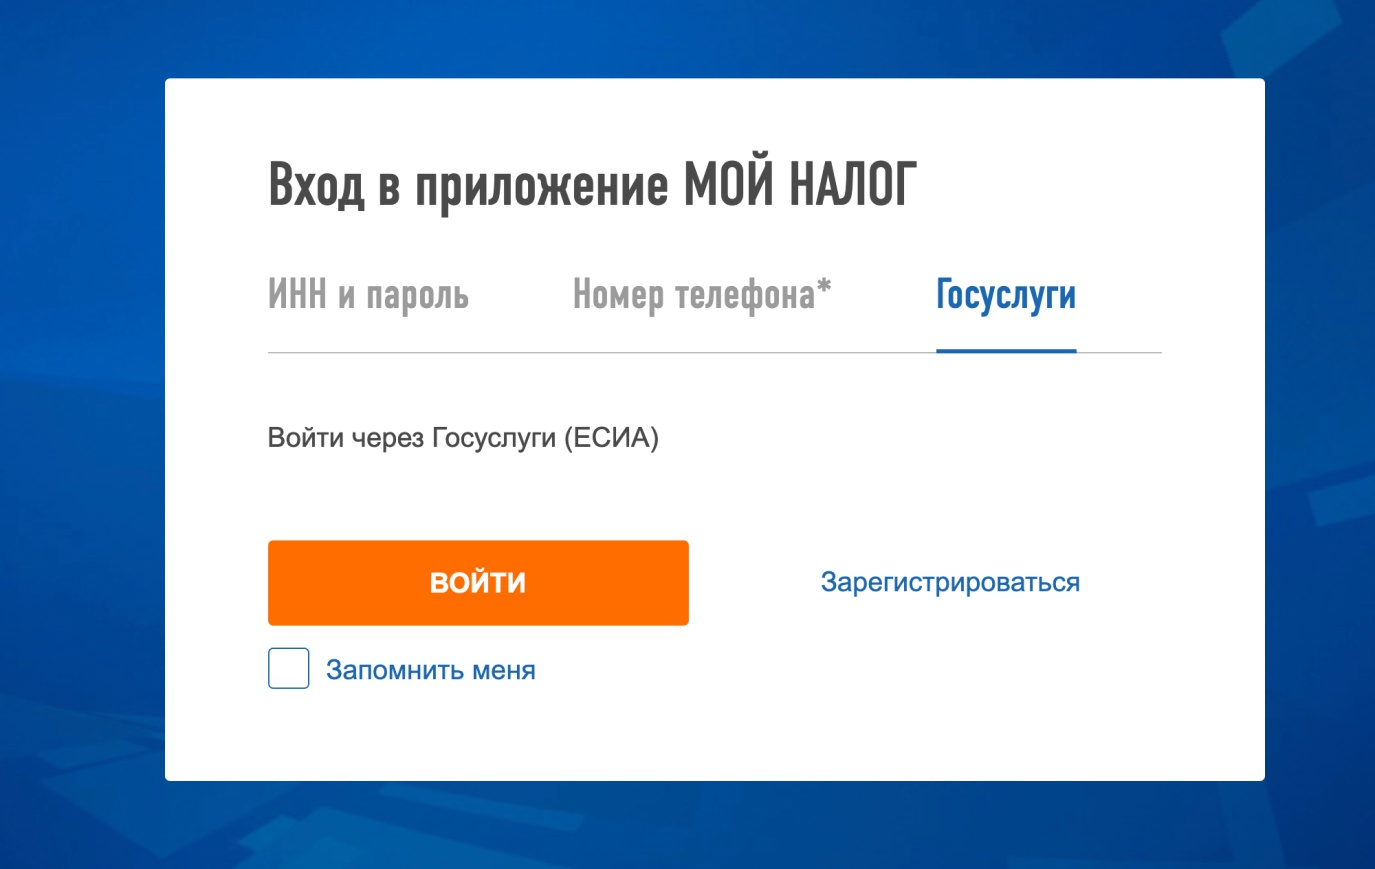 Вход в приложение МОЙ НАЛОГ
ИНН и пароль Номер телефона* Госуслуги
Войти через Госуслуги (ЕСИА)
ВОЙТИ Зарегистрироваться
Запомнить меня